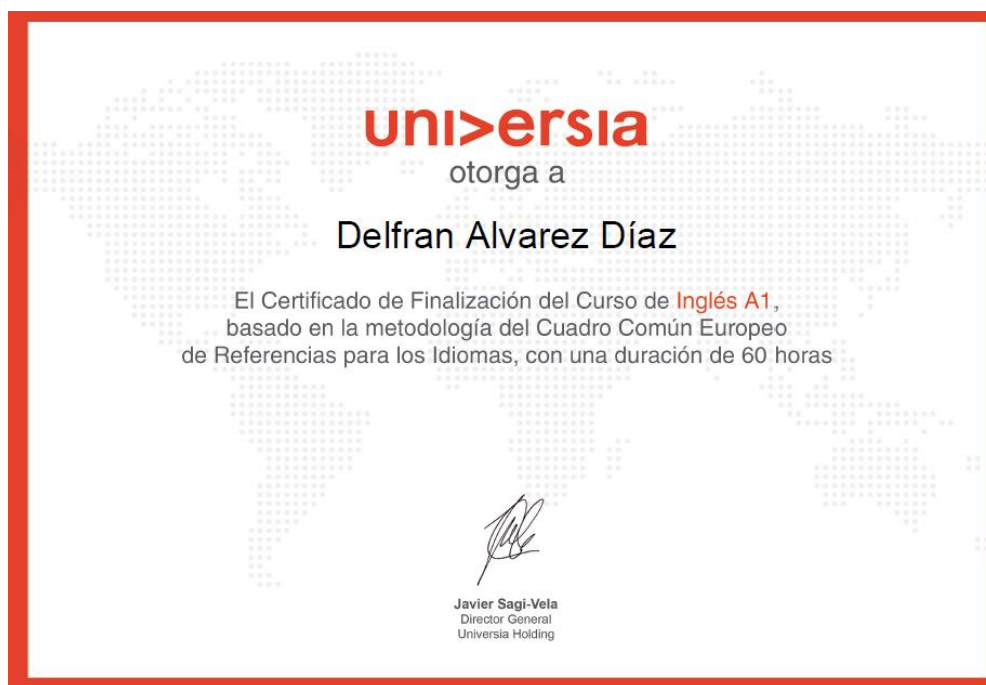 uni>ersia
otorga a
Delfran Alvarez Díaz
El Certificado de Finalización del Curso de Inglés A1,
basado en la metodología del Cuadro Común Europeo
de Referencias para los Idiomas, con una duración de 60 horas
Javier Sagi-Vela
Director General
Universia Holding